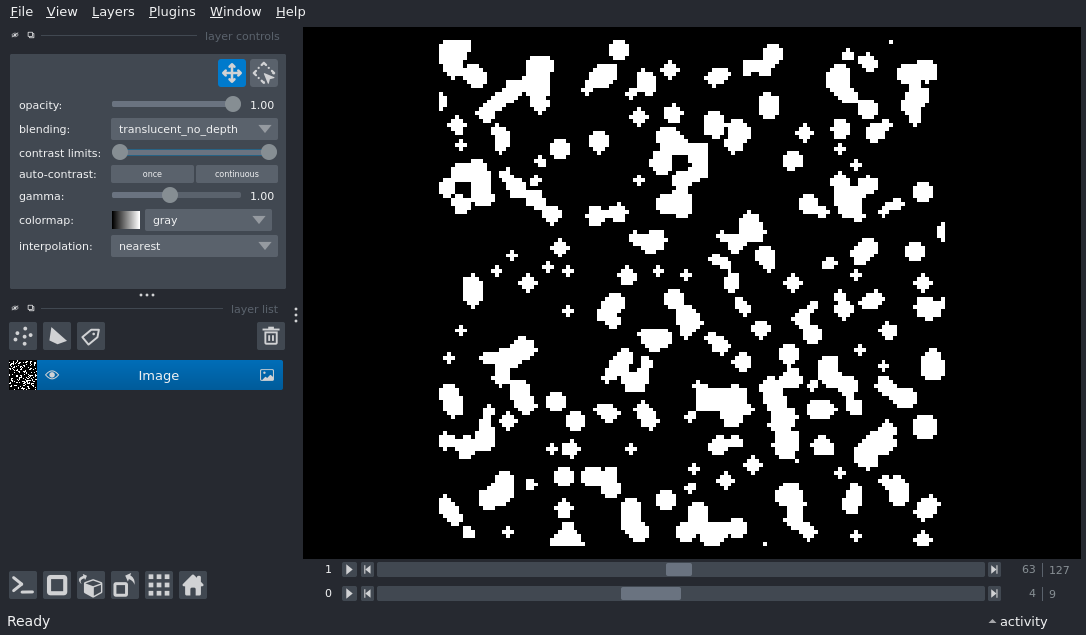 File View Layers Plugins Window Help
layer controls
opacity: 1.00
blending: translucent_no_depth
contrast limits:
auto-contrast: once continuous
gamma: 1.00
colormap: gray
interpolation: nearest
layer list
Image
1 63 127
0 4 9
Ready activity